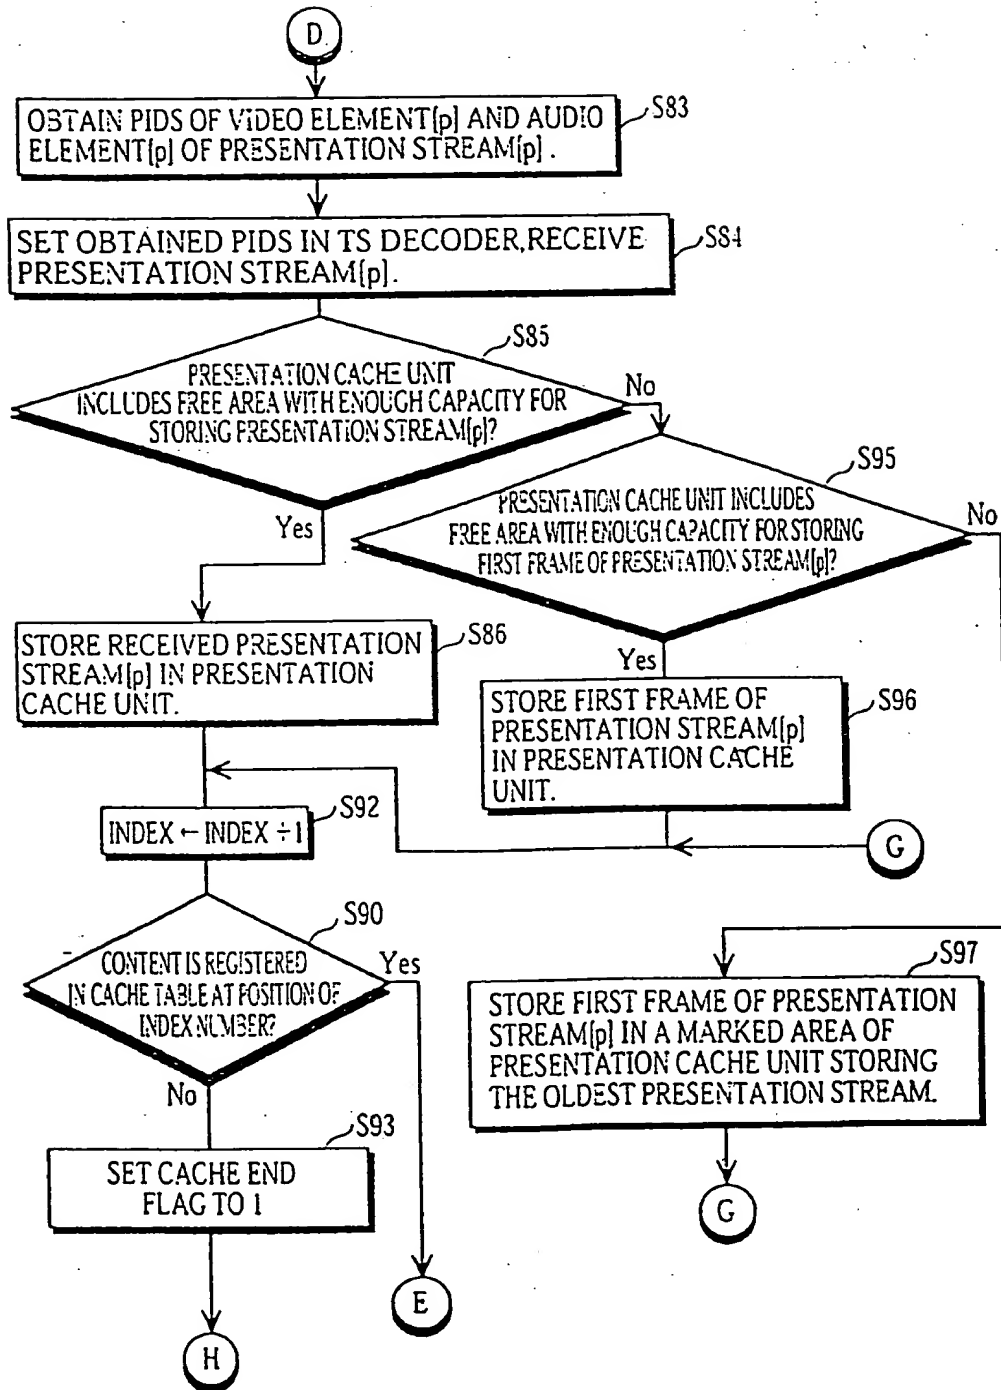 D
S83
OBTAIN PIDS OF VIDEO ELEMENT[p] AND AUDIO
ELEMENT[p] OF PRESENTATION STREAM[p].
S84
SET OBTAINED PIDS IN TS DECODER, RECEIVE
PRESENTATION STREAM[p].
S85
PRESENTATION CACHE UNIT
INCLUDES FREE AREA WITH ENOUGH CAPACITY FOR
STORING PRESENTATION STREAM[p]?
No
Yes
S95
PRESENTATION CACHE UNIT INCLUDES
FREE AREA WITH ENOUGH CAPACITY FOR STORING
FIRST FRAME OF PRESENTATION STREAM[p]?
No
Yes
S86
STORE RECEIVED PRESENTATION
STREAM[p] IN PRESENTATION
CACHE UNIT.
S96
STORE FIRST FRAME OF
PRESENTATION STREAM[p]
IN PRESENTATION CACHE
UNIT.
S92
INDEX ← INDEX +1
G
S90
CONTENT IS REGISTERED
IN CACHE TABLE AT POSITION OF
INDEX NUMBER?
Yes
No
S97
STORE FIRST FRAME OF PRESENTATION
STREAM[p] IN A MARKED AREA OF
PRESENTATION CACHE UNIT STORING
THE OLDEST PRESENTATION STREAM.
S93
SET CACHE END
FLAG TO 1
G
E
H